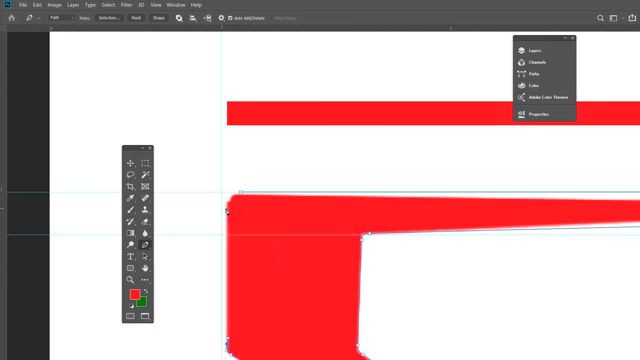 Ps File Edit Image Layer Type Select Filter 3D View Window Help
Path Make: Selection... Mask Shape Auto Add/Delete Align Edges
Layers
Channels
Paths
Color
Adobe Color Themes
Properties